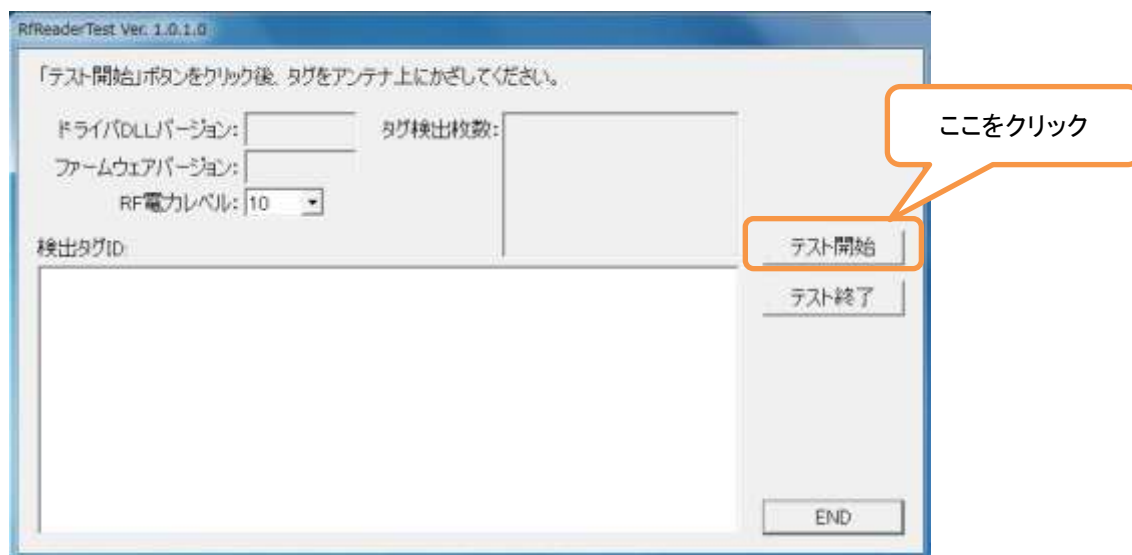 RfReaderTest Ver. 1.0.1.0
「テスト開始」ボタンをクリック後、タグをアンテナ上にかざしてください。
ここをクリック
ドライバDLLバージョン:
タグ検出枚数:
ファームウェアバージョン:
RF電力レベル: 10
検出タグID:
テスト開始
テスト終了
END